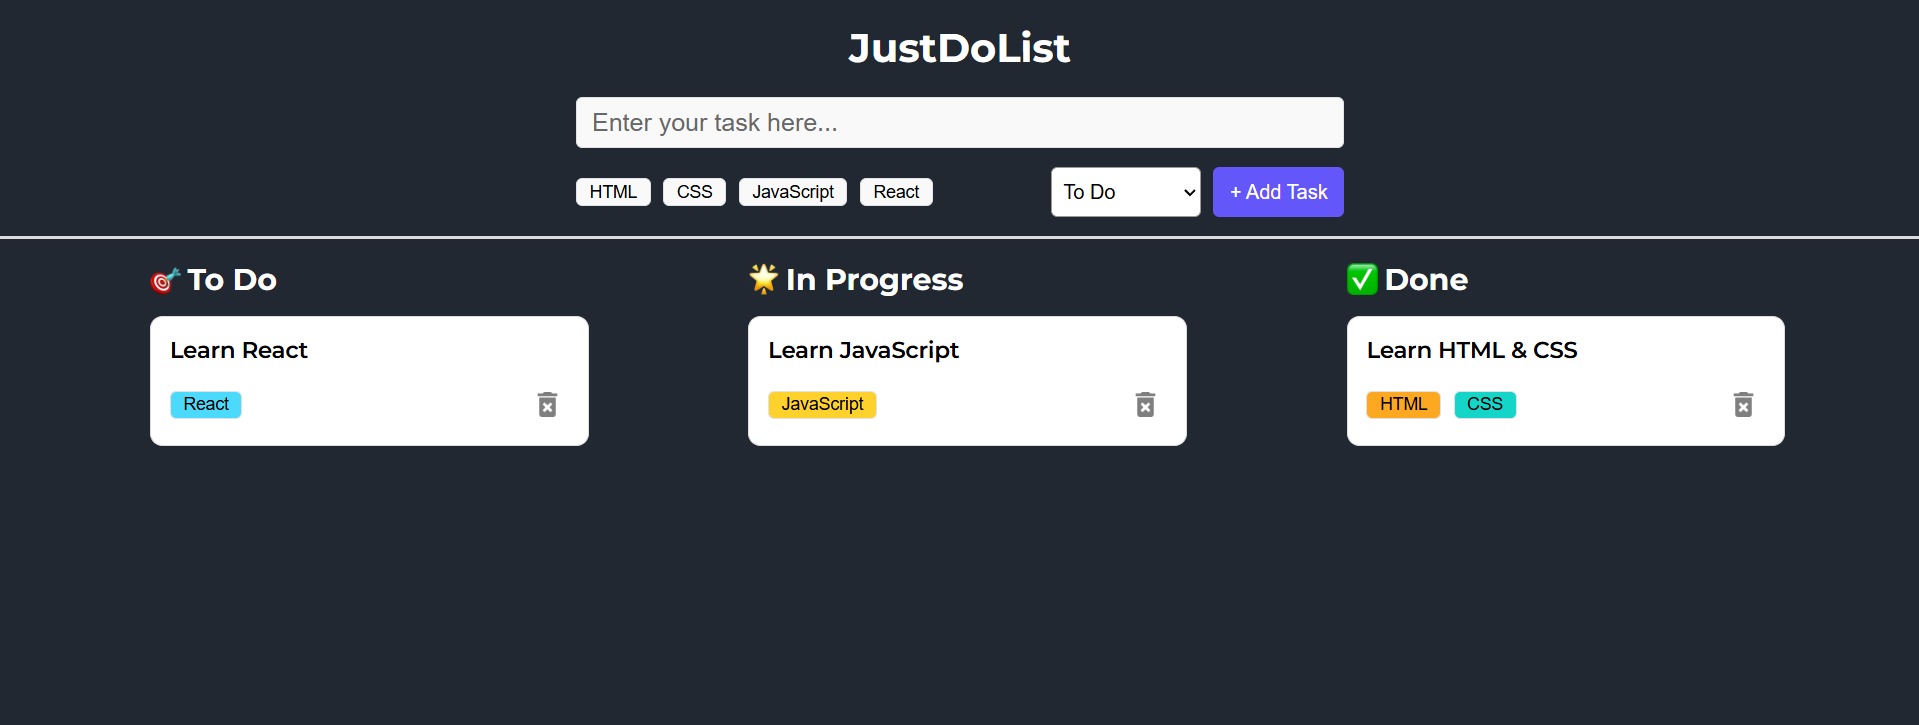 JustDoList
Enter your task here...
HTML CSS JavaScript React To Do + Add Task
🎯 To Do
Learn React
React
🌟 In Progress
Learn JavaScript
JavaScript
✅ Done
Learn HTML & CSS
HTML CSS